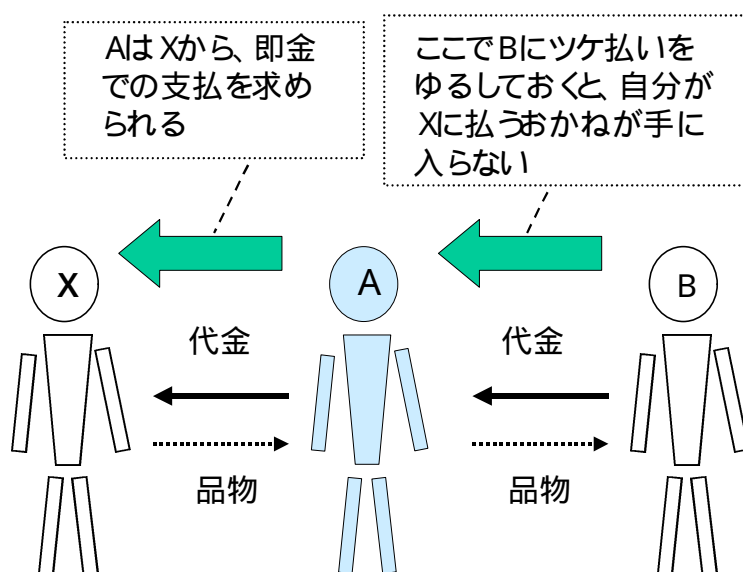 AはXから、即金
での支払を求め
られる
ここでBにツケ払いを
ゆるしておくと、自分が
Xに払うおかねが手に
入らない
X
A
B
代金
代金
品物
品物